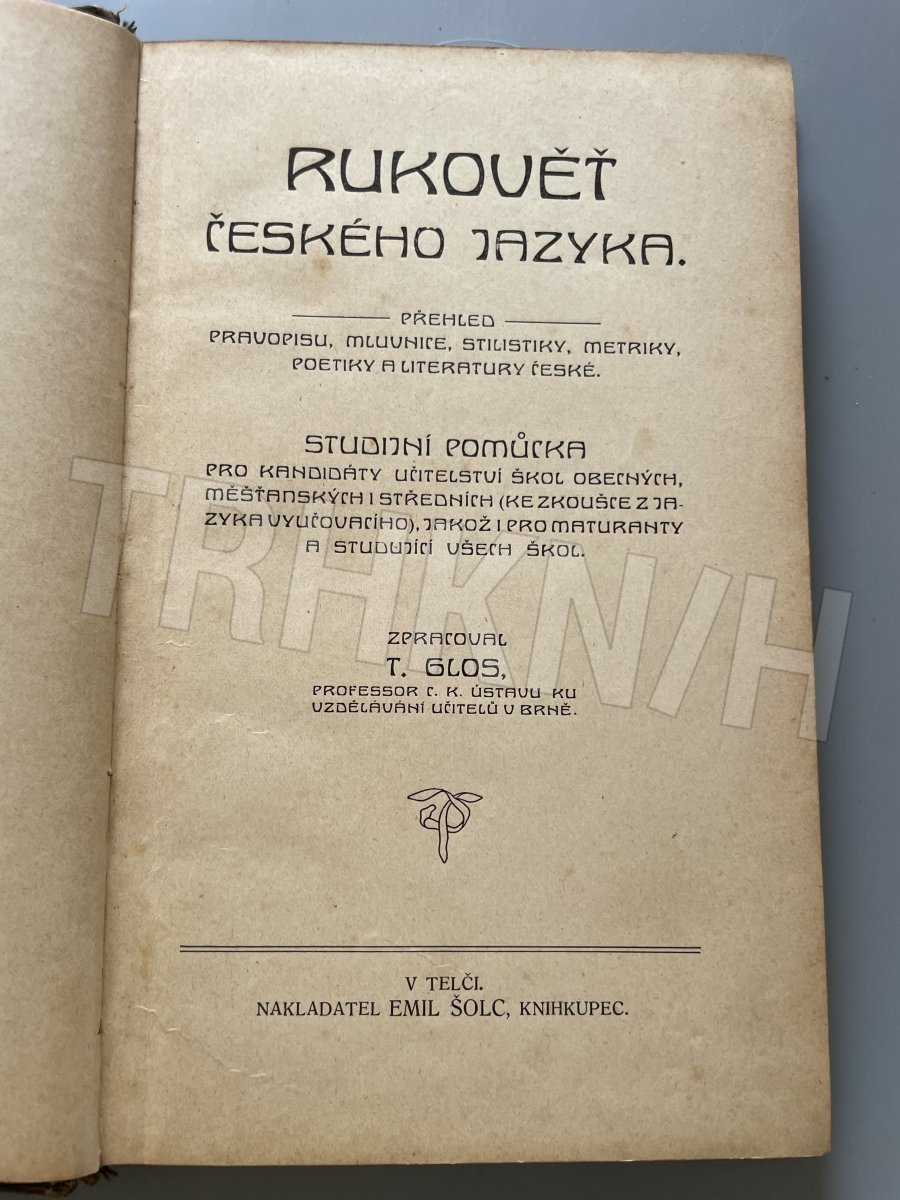 RUKOVĚŤ
ČESKÉHO JAZYKA.
PŘEHLED
PRAVOPISU, MLUVNICE, STILISTIKY, METRIKY,
POETIKY A LITERATURY ČESKÉ.
STUDIJNÍ POMŮCKA
PRO KANDIDÁTY UČITELSTVÍ ŠKOL OBECNÝCH,
MĚŠŤANSKÝCH I STŘEDNÍCH (KE ZKOUŠCE Z JA-
ZYKA VYUČOVACÍHO), JAKOŽ I PRO MATURANTY
A STUDUJÍCÍ VŠECH ŠKOL.
ZPRACOVAL
T. GLOS,
PROFESSOR C. K. ÚSTAVU KU
VZDĚLÁVÁNÍ UČITELŮ V BRNĚ.
V TELČI.
NAKLADATEL EMIL ŠOLC, KNIHKUPEC.
TRHKN/H